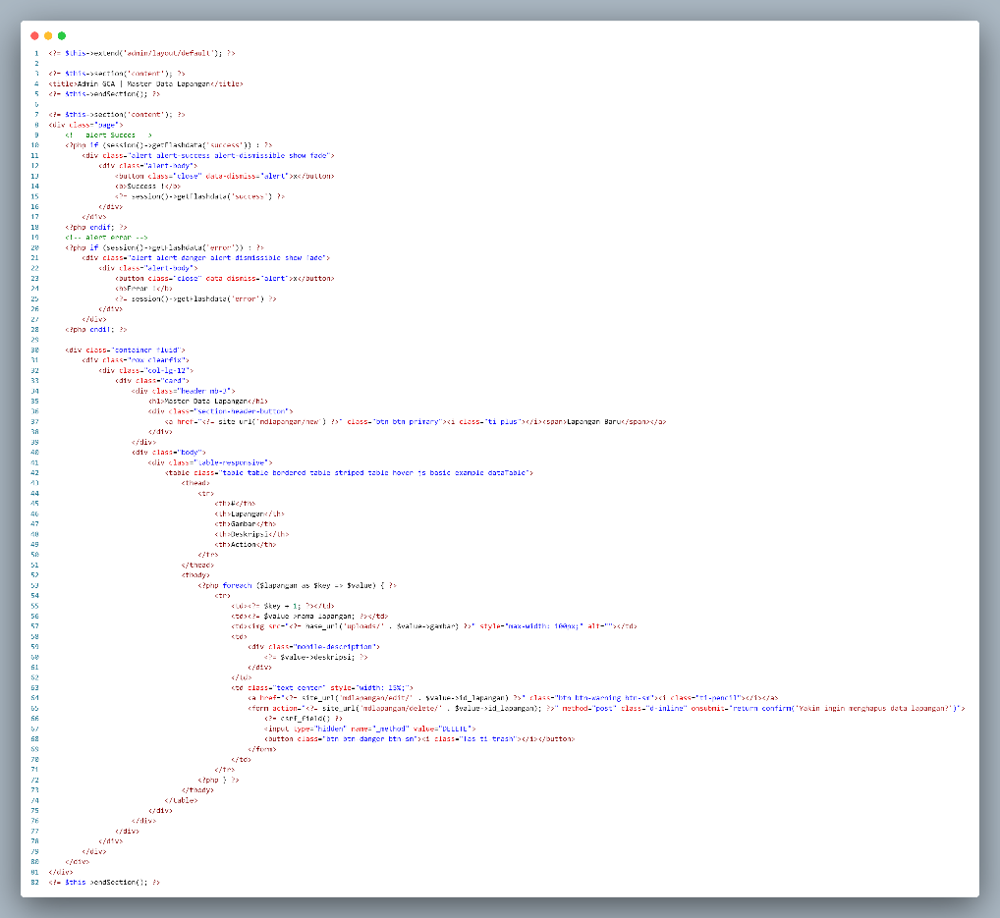 1 <?= $this->extend('admin/layout/default'); ?>
2
3 <?= $this->section('content'); ?>
4 <title>Admin GCA | Master Data Lapangan</title>
5 <?= $this->endSection(); ?>
6
7 <?= $this->section('content'); ?>
8 <div class="page">
9 <!-- alert Succes -->
10 <?php if (session()->getFlashdata('success')) : ?>
11 <div class="alert alert-success alert-dismissible show fade">
12 <div class="alert-body">
13 <button class="close" data-dismiss="alert">x</button>
14 <b>Success !</b>
15 <?= session()->getFlashdata('success') ?>
16 </div>
17 </div>
18 <?php endif; ?>
19 <!-- alert error -->
20 <?php if (session()->getFlashdata('error')) : ?>
21 <div class="alert alert-danger alert-dismissible show fade">
22 <div class="alert-body">
23 <button class="close" data-dismiss="alert">x</button>
24 <b>Error !</b>
25 <?= session()->getFlashdata('error') ?>
26 </div>
27 </div>
28 <?php endif; ?>
29
30 <div class="container-fluid">
31 <div class="row clearfix">
32 <div class="col-lg-12">
33 <div class="card">
34 <div class="header mb-3">
35 <h1>Master Data Lapangan</h1>
36 <div class="section-header-button">
37 <a href="<?= site_url('mdlapangan/new') ?>" class="btn btn-primary"><i class="ti-plus"></i><span>Lapangan Baru</span></a>
38 </div>
39 </div>
40 <div class="body">
41 <div class="table-responsive">
42 <table class="table table-bordered table-striped table-hover js-basic-example dataTable">
43 <thead>
44 <tr>
45 <th>#</th>
46 <th>Lapangan</th>
47 <th>Gambar</th>
48 <th>Deskripsi</th>
49 <th>Action</th>
50 </tr>
51 </thead>
52 <tbody>
53 <?php foreach ($lapangan as $key => $value) { ?>
54 <tr>
55 <td><?= $key + 1; ?></td>
56 <td><?= $value->nama_lapangan; ?></td>
57 <td><img src="<?= base_url('uploads/' . $value->gambar) ?>" style="max-width: 100px;" alt=""></td>
58 <td>
59 <div class="mobile-description">
60 <?= $value->deskripsi; ?>
61 </div>
62 </td>
63 <td class="text-center" style="width: 15%;">
64 <a href="<?= site_url('mdlapangan/edit/' . $value->id_lapangan) ?>" class="btn btn-warning btn-sm"><i class="ti-pencil"></i></a>
65 <form action="<?= site_url('mdlapangan/delete/' . $value->id_lapangan); ?>" method="post" class="d-inline" onsubmit="return confirm('Yakin ingin menghapus data lapangan?')">
66 <?= csrf_field() ?>
67 <input type="hidden" name="_method" value="DELETE">
68 <button class="btn btn-danger btn-sm"><i class="fas ti-trash"></i></button>
69 </form>
70 </td>
71 </tr>
72 <?php } ?>
73 </tbody>
74 </table>
75 </div>
76 </div>
77 </div>
78 </div>
79 </div>
80 </div>
81 </div>
82 <?= $this->endSection(); ?>